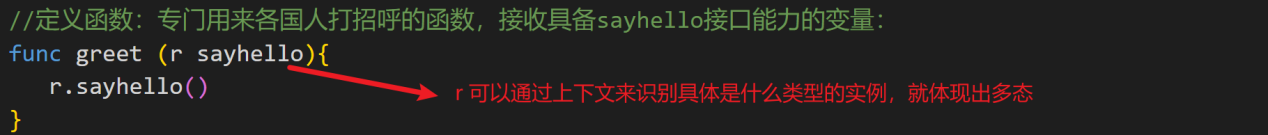 //定义函数：专门用来各国人打招呼的函数，接收具备sayhello接口能力的变量：
func greet (r sayhello){
r.sayhello()
r 可以通过上下文来识别具体是什么类型的实例，就体现出多态
}